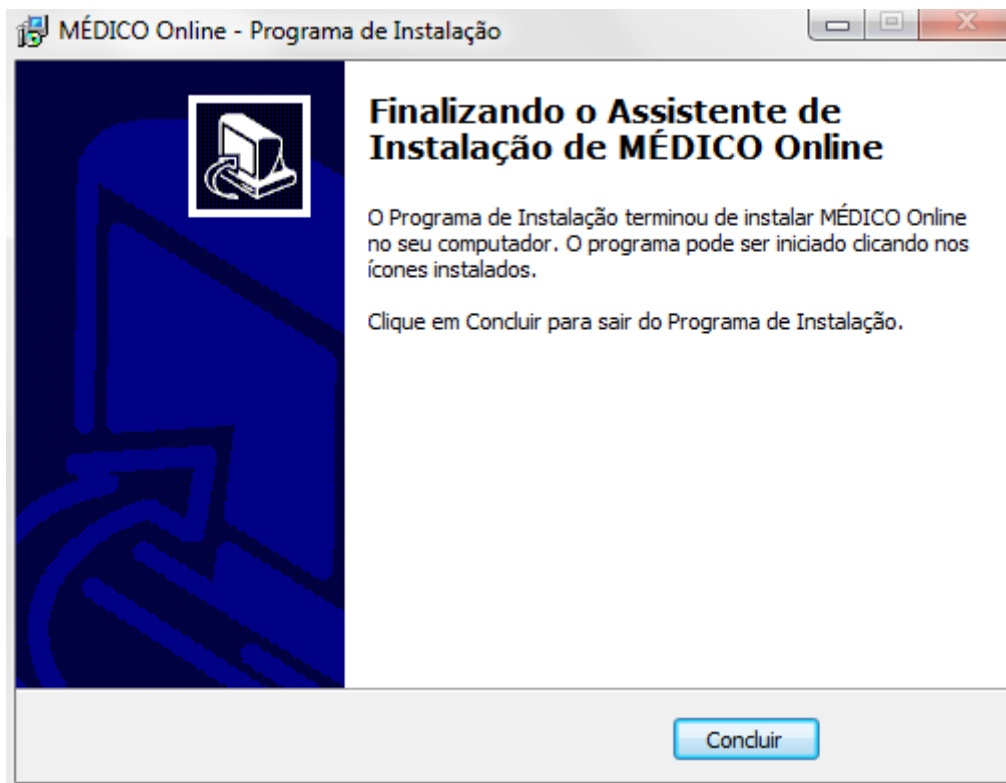 MÉDICO Online - Programa de Instalação
Finalizando o Assistente de
Instalação de MÉDICO Online
O Programa de Instalação terminou de instalar MÉDICO Online
no seu computador. O programa pode ser iniciado clicando nos
ícones instalados.
Clique em Concluir para sair do Programa de Instalação.
Concluir